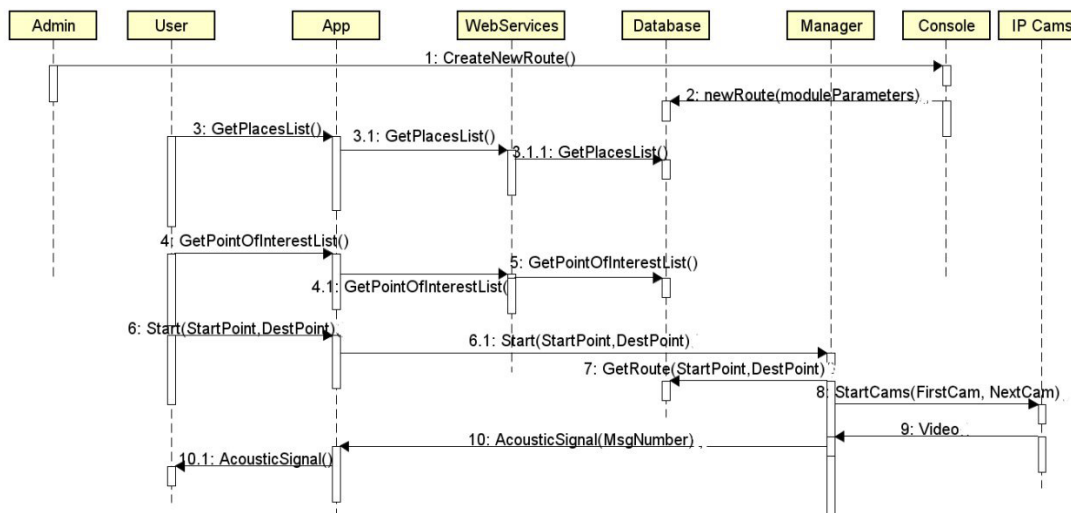 Admin
User
App
WebServices
Database
Manager
Console
IP Cams
1: CreateNewRoute()
2: newRoute(moduleParameters)
3: GetPlacesList()
3.1: GetPlacesList()
3.1.1: GetPlacesList()
4: GetPointOfInterestList()
5: GetPointOfInterestList()
4.1: GetPointOfInterestList(
6: Start(StartPoint,DestPoint)
6.1: Start(StartPoint,DestPoint)
7: GetRoute(StartPoint,DestPoint)
8: StartCams(FirstCam, NextCam)
9: Video
10: AcousticSignal(MsgNumber)
10.1: AcousticSignal()